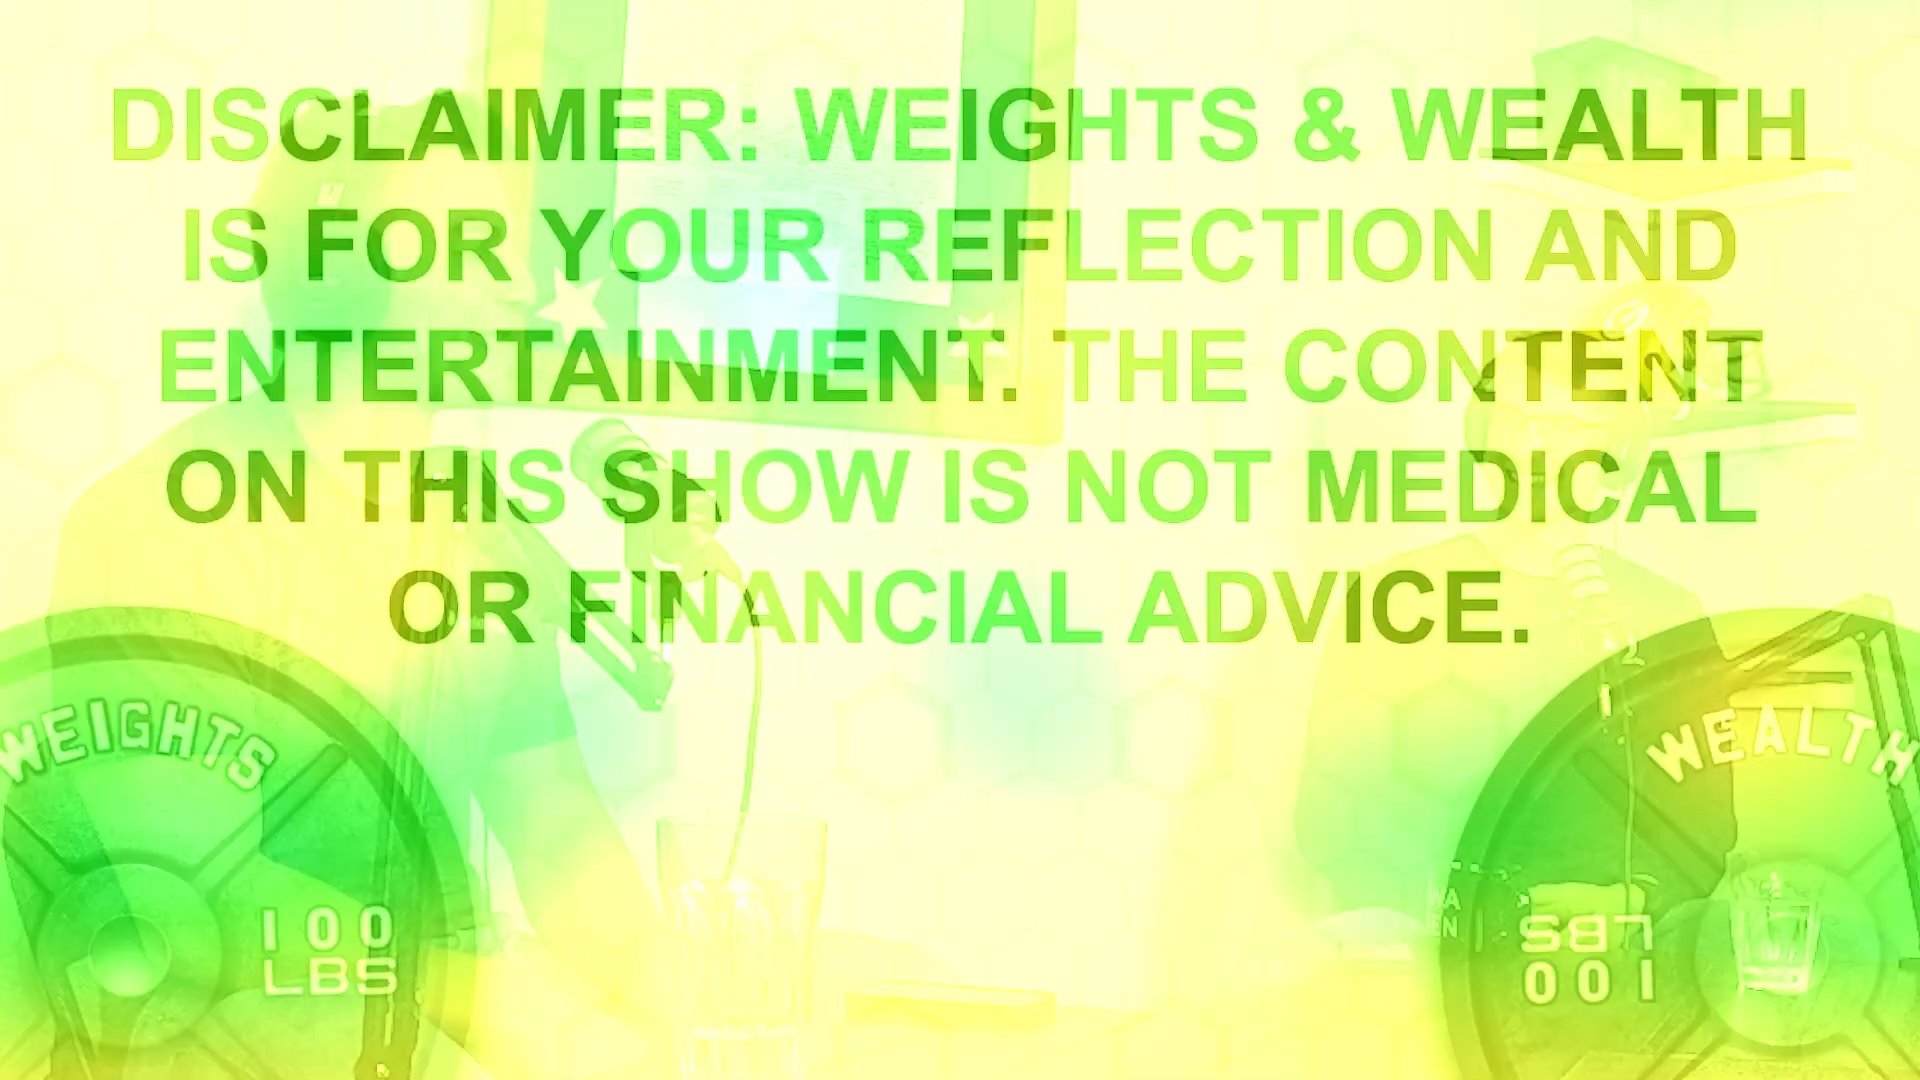 DISCLAIMER: WEIGHTS & WEALTH
IS FOR YOUR REFLECTION AND
ENTERTAINMENT. THE CONTENT
ON THIS SHOW IS NOT MEDICAL
OR FINANCIAL ADVICE.
WEIGHTS
100
LBS
WEALTH
LBS
100